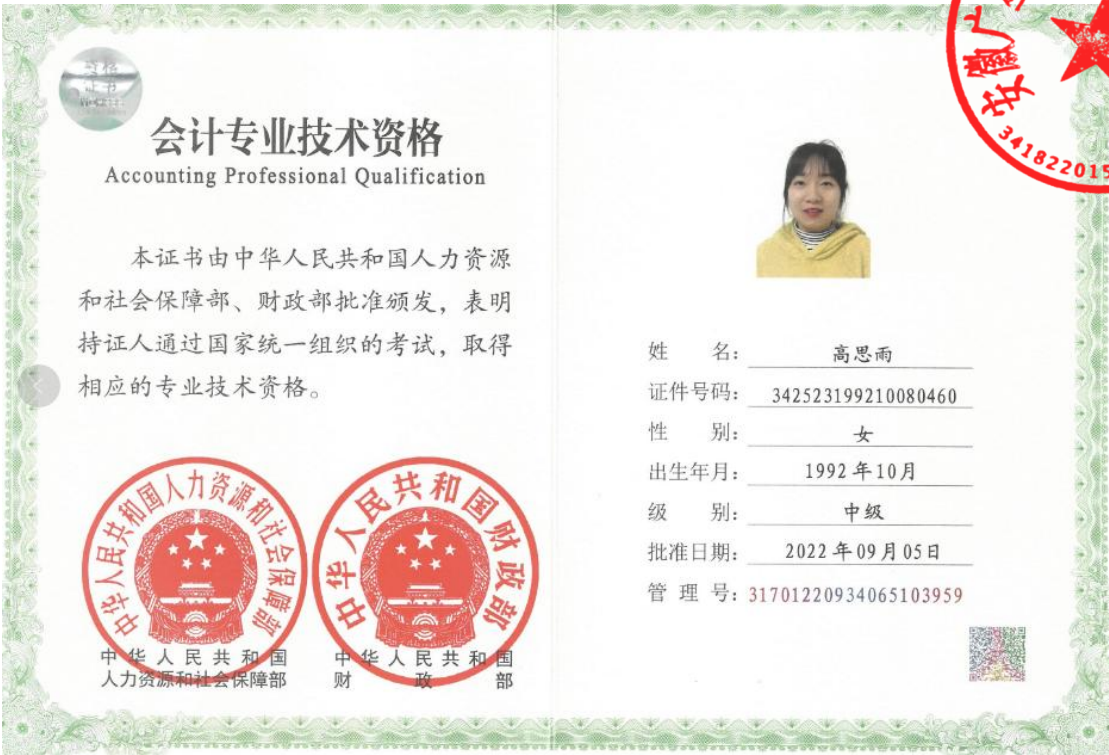 资格
证书
会计专业技术资格
Accounting Professional Qualification
本证书由中华人民共和国人力资源
和社会保障部、财政部批准颁发，表明
持证人通过国家统一组织的考试，取得
相应的专业技术资格。
中华人民共和国人力资源和社会保障部
中华人民共和国
人力资源和社会保障部
中华人民共和国财政部
中华人民共和国
财政部
安徽广
34182201
姓名：高思雨
证件号码：342523199210080460
性别：女
出生年月：1992年10月
级别：中级
批准日期：2022年09月05日
管理号：31701220934065103959